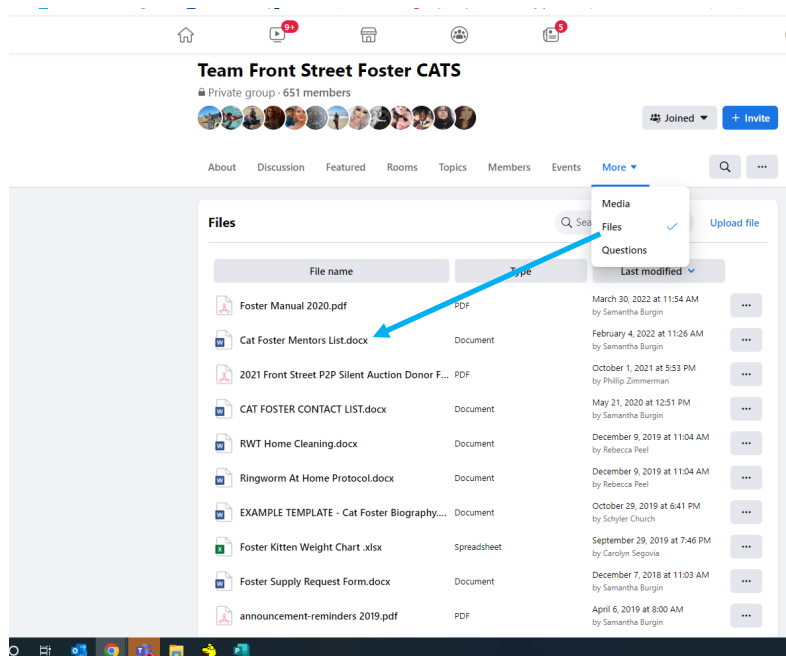 9+
5
Team Front Street Foster CATS
Private group · 651 members
Joined
+ Invite
About Discussion Featured Rooms Topics Members Events More
Media
Files
Questions
Files
Upload file
File name Type Last modified
Foster Manual 2020.pdf PDF March 30, 2022 at 11:54 AM
by Samantha Burgin
Cat Foster Mentors List.docx Document February 4, 2022 at 11:26 AM
by Samantha Burgin
2021 Front Street P2P Silent Auction Donor F... PDF October 1, 2021 at 5:53 PM
by Phillip Zimmerman
CAT FOSTER CONTACT LIST.docx Document May 21, 2020 at 12:51 PM
by Samantha Burgin
RWT Home Cleaning.docx Document December 9, 2019 at 11:04 AM
by Rebecca Peel
Ringworm At Home Protocol.docx Document December 9, 2019 at 11:04 AM
by Rebecca Peel
EXAMPLE TEMPLATE - Cat Foster Biography.... Document October 29, 2019 at 6:41 PM
by Schyler Church
Foster Kitten Weight Chart .xlsx Spreadsheet September 29, 2019 at 7:46 PM
by Carolyn Segovia
Foster Supply Request Form.docx Document December 7, 2018 at 11:03 AM
by Samantha Burgin
announcement-reminders 2019.pdf PDF April 6, 2019 at 8:00 AM
by Samantha Burgin